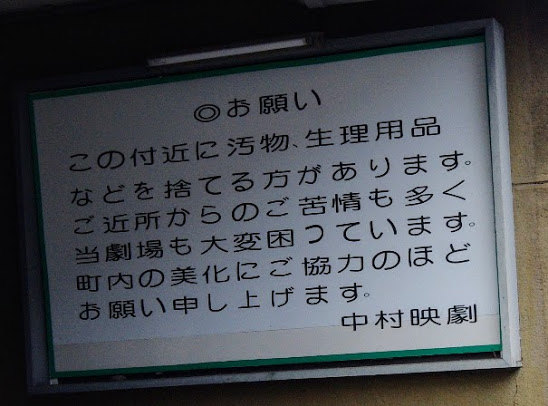 ◎お願い
この付近に汚物、生理用品
などを捨てる方があります。
ご近所からのご苦情も多く
当劇場も大変困っています。
町内の美化にご協力のほど
お願い申し上げます。
中村映劇